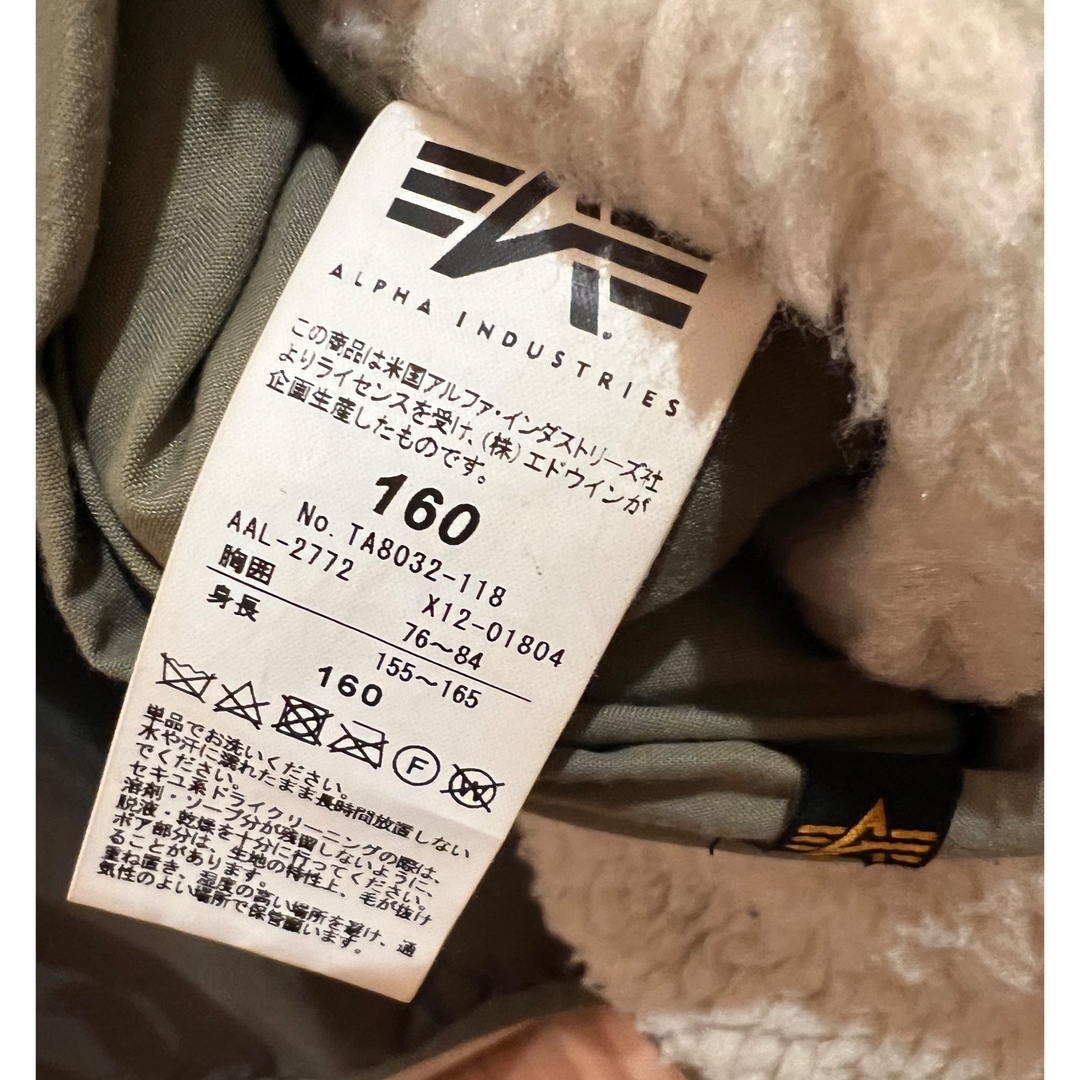 ALPHA INDUSTRIES
この商品は米国アルファ・インダストリーズ社
よりライセンスを受け、(株)エドウインが
企画生産したものです。
160
No. TA8032-118
AAL-2772 X12-01804
胸囲 76～84
身長 155～165
160
F
W
単品でお洗いください。
水や汗に濡れたまま長時間放置しない
でください。
セキユ系ドライクリーニングの際は、
溶剤・ソープ分が残留しないように、
脱液・乾燥を十分に行ってください。
ボア部分は、生地の特性上、毛が抜け
ることがあります。
重ね置き、湿度の高い場所を避け、通
気性のよい場所で保管願います。